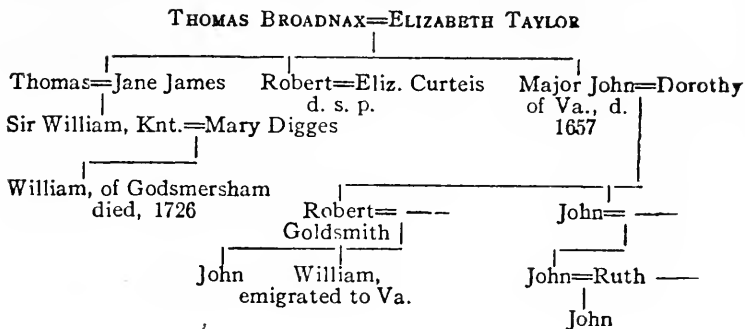 THOMAS BROADNAX=ELIZABETH TAYLOR
Thomas=Jane James Robert=Eliz. Curteis Major John=Dorothy
d. s. p. of Va., d.
1657
Sir William, Knt.=Mary Digges
William, of Godsmersham
died, 1726
Robert= —— John= ——
Goldsmith
John William, John=Ruth ——
emigrated to Va.
John